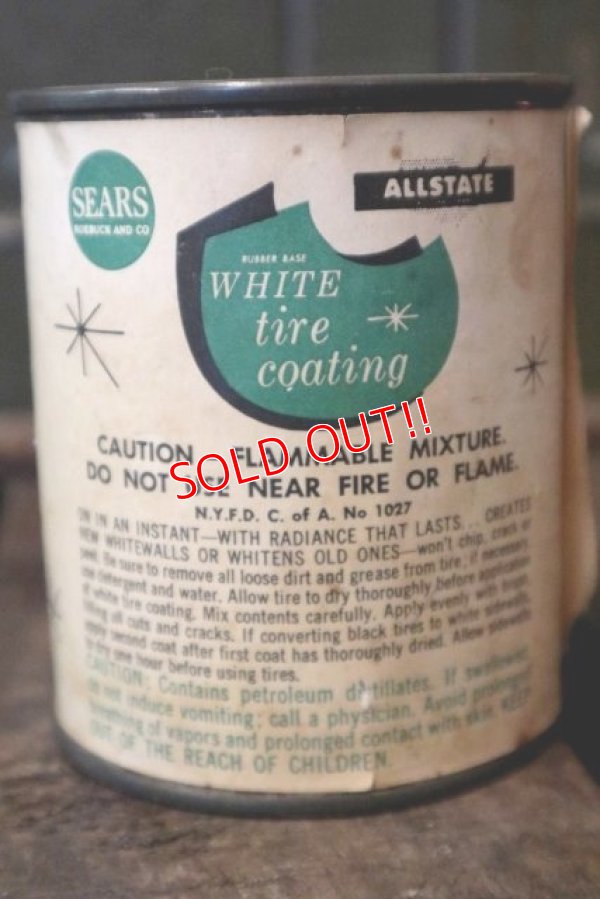 SEARS
ROEBUCK AND CO
ALLSTATE
RUBBER BASE
WHITE
tire
coating
SOLD OUT!!
CAUTION FLAMMABLE MIXTURE.
DO NOT USE NEAR FIRE OR FLAME.
N.Y.F.D. C. of A. No 1027
ON IN AN INSTANT—WITH RADIANCE THAT LASTS... CREATES
NEW WHITEWALLS OR WHITENS OLD ONES—won't chip, crack or
peel. Be sure to remove all loose dirt and grease from tire; if necessary
use detergent and water. Allow tire to dry thoroughly before application
of white tire coating. Mix contents carefully. Apply evenly with brush,
filling all cuts and cracks. If converting black tires to white sidewalls,
apply second coat after first coat has thoroughly dried. Allow sidewalls
to dry one hour before using tires.
CAUTION: Contains petroleum distillates. If swallowed,
do not induce vomiting; call a physician. Avoid prolonged
breathing of vapors and prolonged contact with skin. KEEP
OUT OF THE REACH OF CHILDREN.